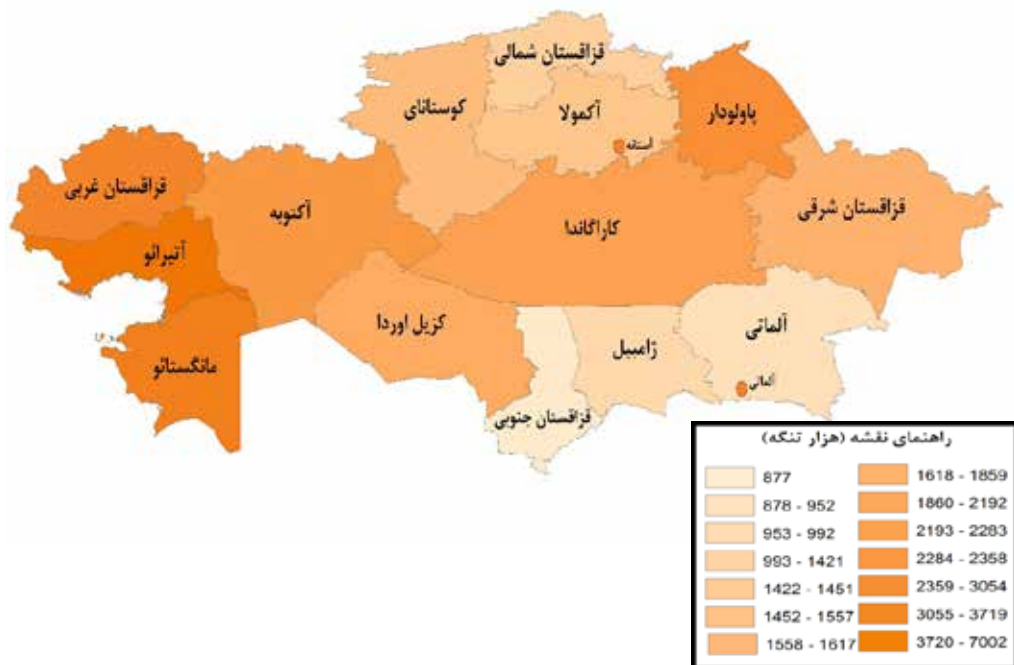 قزاقستان شمالی
کوستانای
آکمولا
پاولودار
آستانه
قزاقستان غربی
آکتوبه
کاراگاندا
قزاقستان شرقی
آتیرائو
کزیل اوردا
ژامبیل
آلماتی
مانگستائو
آلماتی
قزاقستان جنوبی
راهنمای نقشه (هزار تنگه)
877
878 - 952
953 - 992
993 - 1421
1422 - 1451
1452 - 1557
1558 - 1617
1618 - 1859
1860 - 2192
2193 - 2283
2284 - 2358
2359 - 3054
3055 - 3719
3720 - 7002